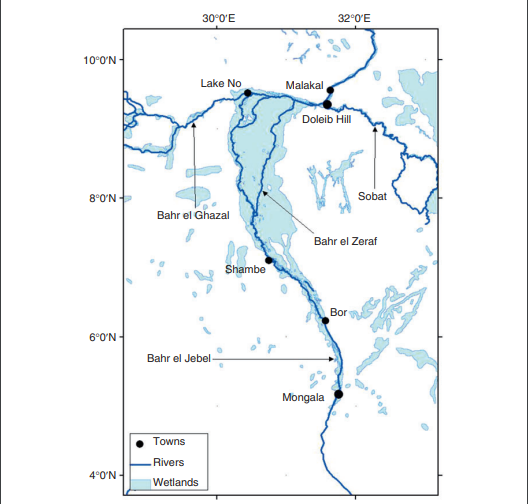 30°0'E
32°0'E
10°0'N
Lake No
Malakal
Doleib Hill
8°0'N
Sobat
Bahr el Ghazal
Bahr el Zeraf
Shambe
Bor
6°0'N
Bahr el Jebel
Mongala
Towns
Rivers
4°0'N
Wetlands